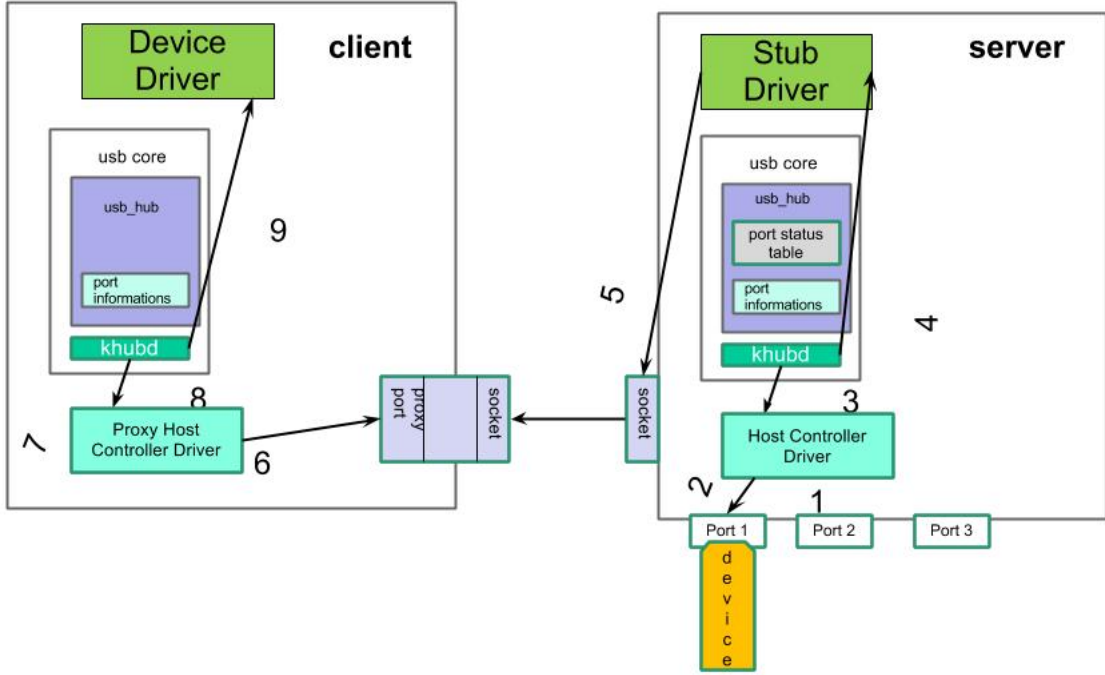 client
Device
Driver
usb core
usb_hub
port
informations
khubd
9
8
7
Proxy Host
Controller Driver
6
proxy
port
socket
server
Stub
Driver
usb core
usb_hub
port status
table
port
informations
khubd
5
4
socket
3
Host Controller
Driver
2
1
Port 1
Port 2
Port 3
device